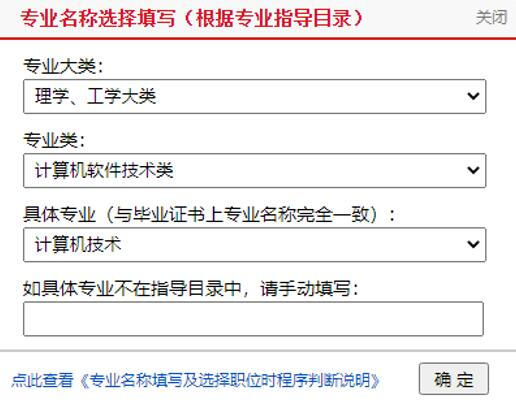 专业名称选择填写（根据专业指导目录） 关闭
专业大类：
理学、工学大类
专业类：
计算机软件技术类
具体专业（与毕业证书上专业名称完全一致）：
计算机技术
如具体专业不在指导目录中，请手动填写：
点此查看《专业名称填写及选择职位时程序判断说明》 确 定